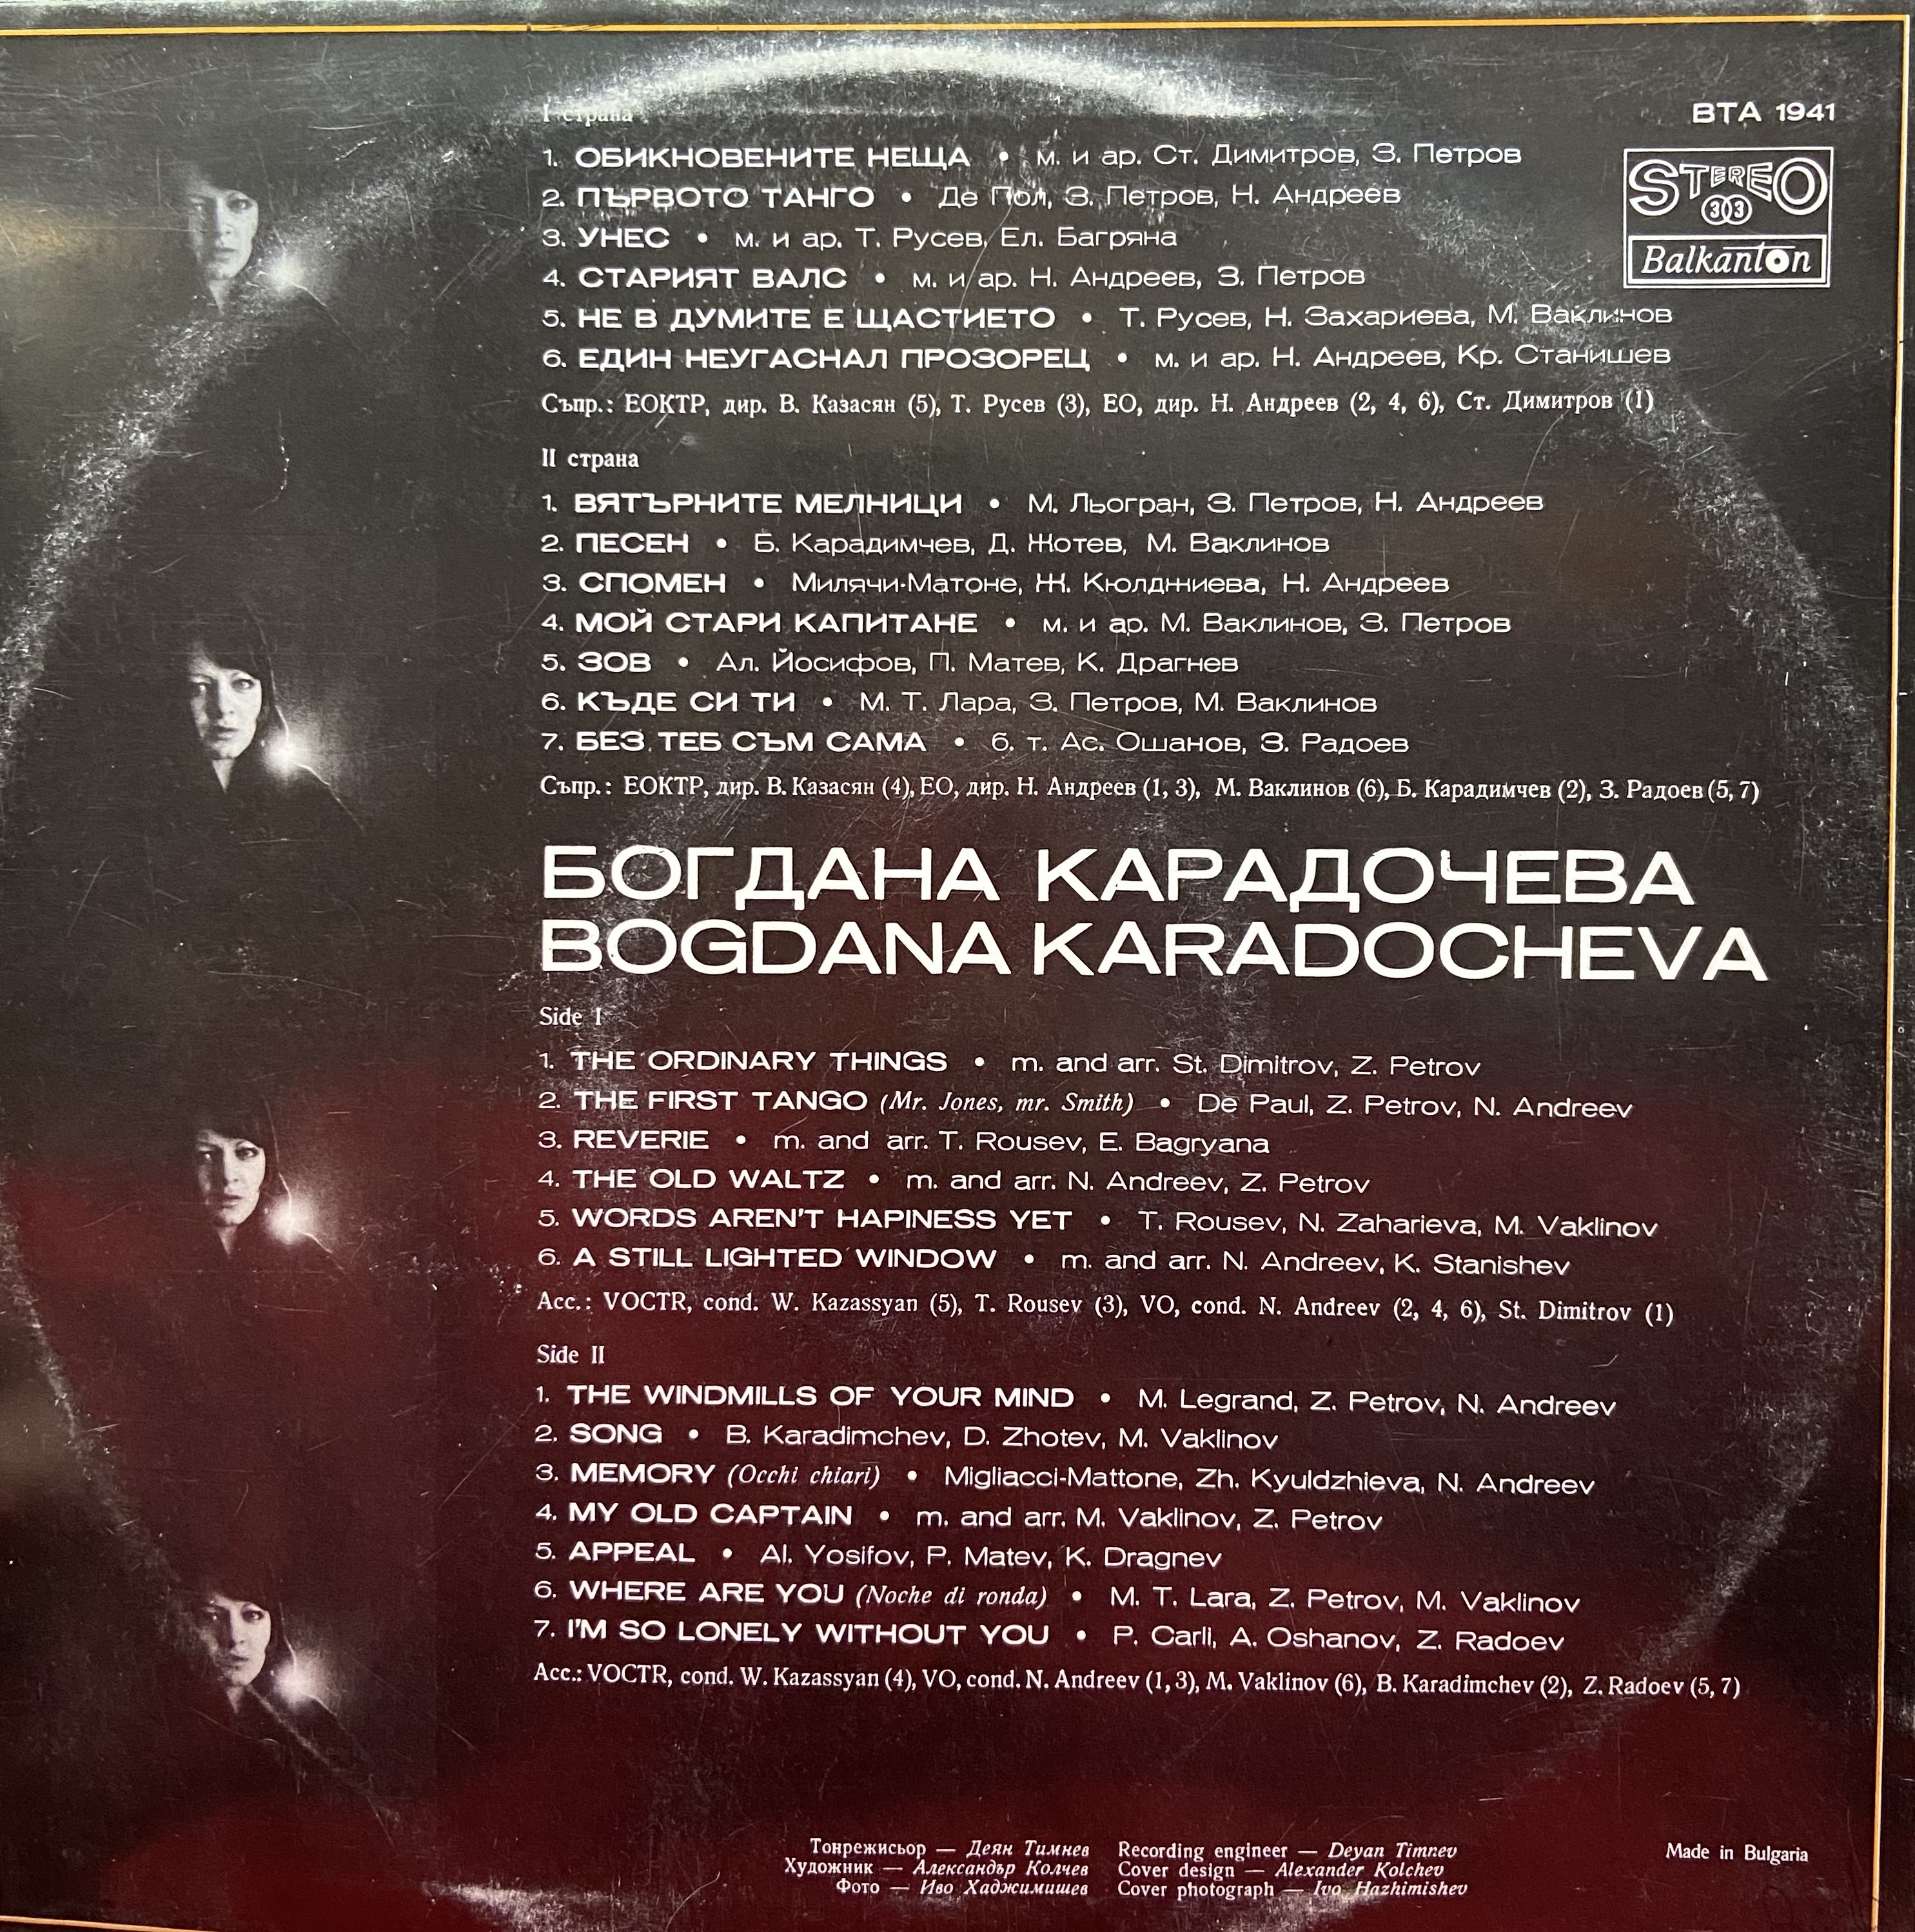 I страна
BTA 1941
1. ОБИКНОВЕНИТЕ НЕЩА • м. и ар. Ст. Димитров, З. Петров
STEREO
33
Balkanton
2. ПЪРВОТО ТАНГО • Де Пол, З. Петров, Н. Андреев
3. УНЕС • м. и ар. Т. Русев, Ел. Багряна
4. СТАРИЯТ ВАЛС • м. и ар. Н. Андреев, З. Петров
5. НЕ В ДУМИТЕ Е ЩАСТИЕТО • Т. Русев, Н. Захариева, М. Ваклинов
6. ЕДИН НЕУГАСНАЛ ПРОЗОРЕЦ • м. и ар. Н. Андреев, Кр. Станишев
Съпр.: ЕОКТР, дир. В. Казасян (5), Т. Русев (3), ЕО, дир. Н. Андреев (2, 4, 6), Ст. Димитров (1)
II страна
1. ВЯТЪРНИТЕ МЕЛНИЦИ • М. Льогран, З. Петров, Н. Андреев
2. ПЕСЕН • Б. Карадимчев, Д. Жотев, М. Ваклинов
3. СПОМЕН • Милячи-Матоне, Ж. Кюлджиева, Н. Андреев
4. МОЙ СТАРИ КАПИТАНЕ • м. и ар. М. Ваклинов, З. Петров
5. ЗОВ • Ал. Йосифов, П. Матев, К. Драгнев
6. КЪДЕ СИ ТИ • М. Т. Лара, З. Петров, М. Ваклинов
7. БЕЗ ТЕБ СЪМ САМА • б. т. Ас. Ошанов, З. Радоев
Съпр.: ЕОКТР, дир. В. Казасян (4), ЕО, дир. Н. Андреев (1, 3), М. Ваклинов (6), Б. Карадимчев (2), З. Радоев (5, 7)
БОГДАНА КАРАДОЧЕВА
BOGDANA KARADOCHEVA
Side I
1. THE ORDINARY THINGS • m. and arr. St. Dimitrov, Z. Petrov
2. THE FIRST TANGO (Mr. Jones, mr. Smith) • De Paul, Z. Petrov, N. Andreev
3. REVERIE • m. and arr. T. Rousev, E. Bagryana
4. THE OLD WALTZ • m. and arr. N. Andreev, Z. Petrov
5. WORDS AREN'T HAPINESS YET • T. Rousev, N. Zaharieva, M. Vaklinov
6. A STILL LIGHTED WINDOW • m. and arr. N. Andreev, K. Stanishev
Acc.: VOCTR, cond. W. Kazassyan (5), T. Rousev (3), VO, cond. N. Andreev (2, 4, 6), St. Dimitrov (1)
Side II
1. THE WINDMILLS OF YOUR MIND • M. Legrand, Z. Petrov, N. Andreev
2. SONG • B. Karadimchev, D. Zhotev, M. Vaklinov
3. MEMORY (Occhi chiari) • Migliacci-Mattone, Zh. Kyuldzhieva, N. Andreev
4. MY OLD CAPTAIN • m. and arr. M. Vaklinov, Z. Petrov
5. APPEAL • Al. Yosifov, P. Matev, K. Dragnev
6. WHERE ARE YOU (Noche di ronda) • M. T. Lara, Z. Petrov, M. Vaklinov
7. I'M SO LONELY WITHOUT YOU • P. Carli, A. Oshanov, Z. Radoev
Acc.: VOCTR, cond. W. Kazassyan (4), VO, cond. N. Andreev (1, 3), M. Vaklinov (6), B. Karadimchev (2), Z. Radoev (5, 7)
Тонрежисьор — Деян Тимнев
Художник — Александър Колчев
Фото — Иво Хаджимишев
Recording engineer — Deyan Timnev
Cover design — Alexander Kolchev
Cover photograph — Ivo Hazhimishev
Made in Bulgaria